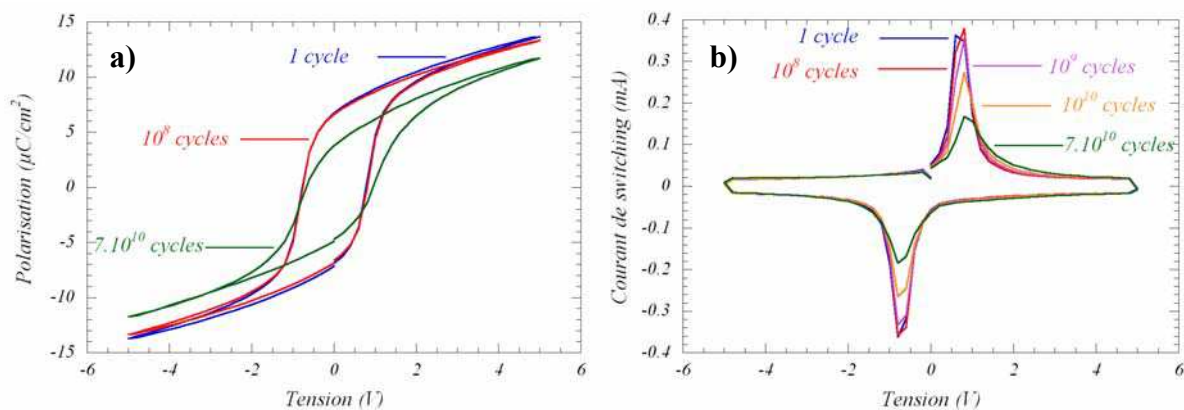 a)
15
10
5
0
-5
-10
-15
-6 -4 -2 0 2 4 6
Polarisation (µC/cm²)
Tension (V)
1 cycle
10⁸ cycles
7.10¹⁰ cycles
b)
0.4
0.3
0.2
0.1
0
-0.1
-0.2
-0.3
-0.4
-6 -4 -2 0 2 4 6
Courant de switching (mA)
Tension (V)
1 cycle
10⁸ cycles
10⁹ cycles
10¹⁰ cycles
7.10¹⁰ cycles